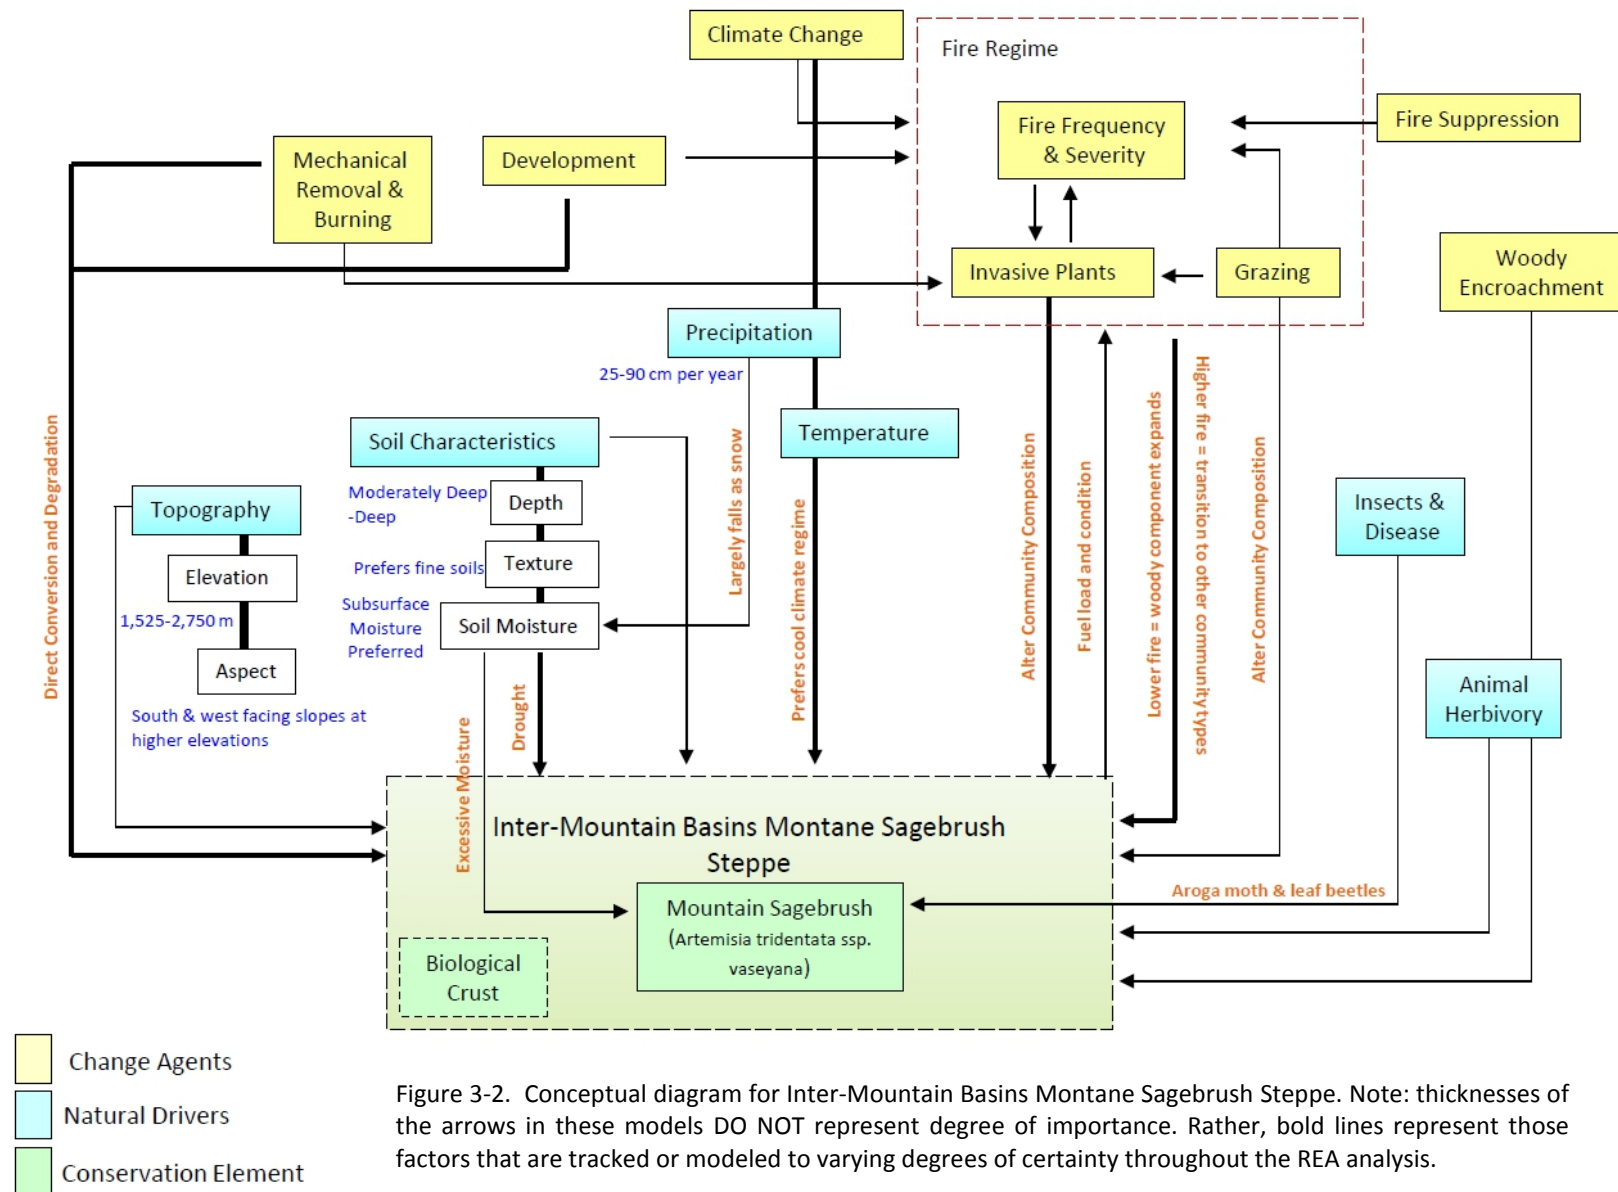 Climate Change
Fire Regime
Fire Frequency
& Severity
Fire Suppression
Mechanical
Removal &
Burning
Development
Invasive Plants
Grazing
Woody
Encroachment
Precipitation
25-90 cm per year
Temperature
Soil Characteristics
Moderately Deep
-Deep
Depth
Prefers fine soils
Texture
Subsurface
Moisture
Preferred
Soil Moisture
Topography
Elevation
1,525-2,750 m
Aspect
South & west facing slopes at
higher elevations
Insects &
Disease
Animal
Herbivory
Direct Conversion and Degradation
Excessive Moisture
Drought
Largely falls as snow
Prefers cool climate regime
Alter Community Composition
Fuel load and condition
Lower fire = woody component expands
Higher fire = transition to other community types
Alter Community Composition
Aroga moth & leaf beetles
Inter-Mountain Basins Montane Sagebrush
Steppe
Mountain Sagebrush
(Artemisia tridentata ssp.
vaseyana)
Biological
Crust
Change Agents
Natural Drivers
Conservation Element
Figure 3-2. Conceptual diagram for Inter-Mountain Basins Montane Sagebrush Steppe. Note: thicknesses of
the arrows in these models DO NOT represent degree of importance. Rather, bold lines represent those
factors that are tracked or modeled to varying degrees of certainty throughout the REA analysis.